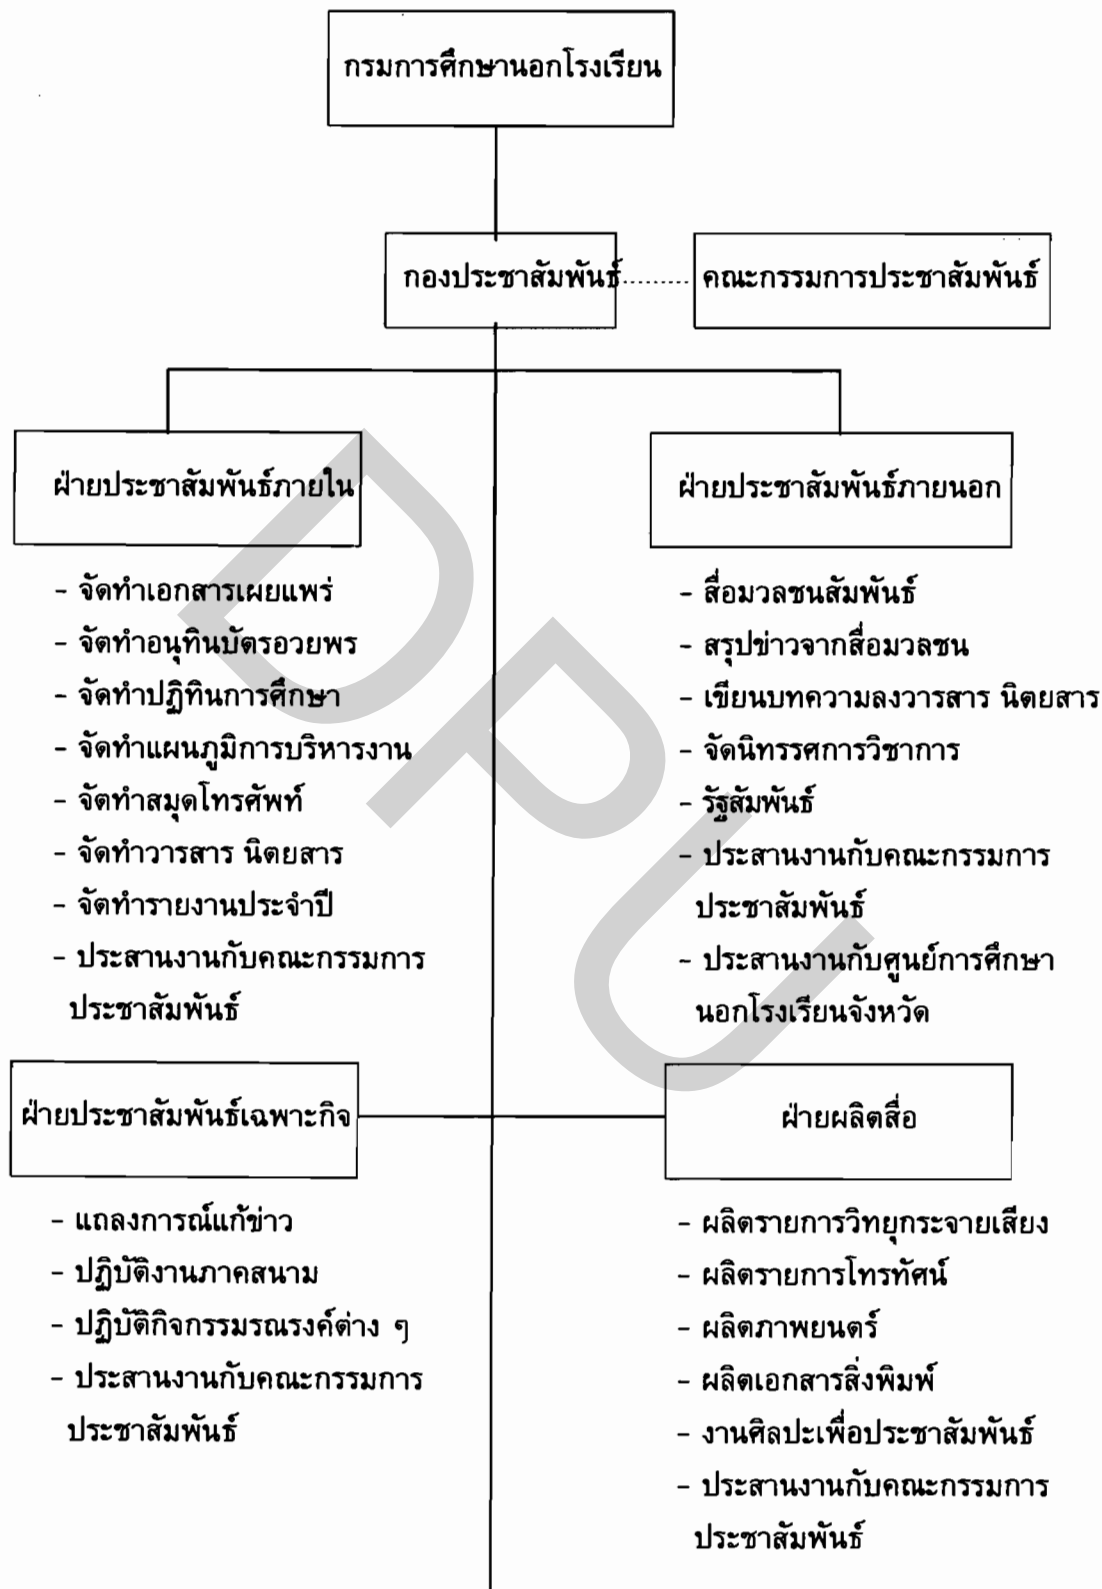 กรมการศึกษานอกโรงเรียน
กองประชาสัมพันธ์
คณะกรรมการประชาสัมพันธ์
ฝ่ายประชาสัมพันธ์ภายใน
- จัดทำเอกสารเผยแพร่
- จัดทำอนุทินบัตรอวยพร
- จัดทำปฏิทินการศึกษา
- จัดทำแผนภูมิการบริหารงาน
- จัดทำสมุดโทรศัพท์
- จัดทำวารสาร นิตยสาร
- จัดทำรายงานประจำปี
- ประสานงานกับคณะกรรมการ
ประชาสัมพันธ์
ฝ่ายประชาสัมพันธ์ภายนอก
- สื่อมวลชนสัมพันธ์
- สรุปข่าวจากสื่อมวลชน
- เขียนบทความลงวารสาร นิตยสาร
- จัดนิทรรศการวิชาการ
- รัฐสัมพันธ์
- ประสานงานกับคณะกรรมการ
ประชาสัมพันธ์
- ประสานงานกับศูนย์การศึกษา
นอกโรงเรียนจังหวัด
ฝ่ายประชาสัมพันธ์เฉพาะกิจ
- แถลงการณ์แก้ข่าว
- ปฏิบัติงานภาคสนาม
- ปฏิบัติกิจกรรมรณรงค์ต่าง ๆ
- ประสานงานกับคณะกรรมการ
ประชาสัมพันธ์
ฝ่ายผลิตสื่อ
- ผลิตรายการวิทยุกระจายเสียง
- ผลิตรายการโทรทัศน์
- ผลิตภาพยนตร์
- ผลิตเอกสารสิ่งพิมพ์
- งานศิลปะเพื่อประชาสัมพันธ์
- ประสานงานกับคณะกรรมการ
ประชาสัมพันธ์
DPU